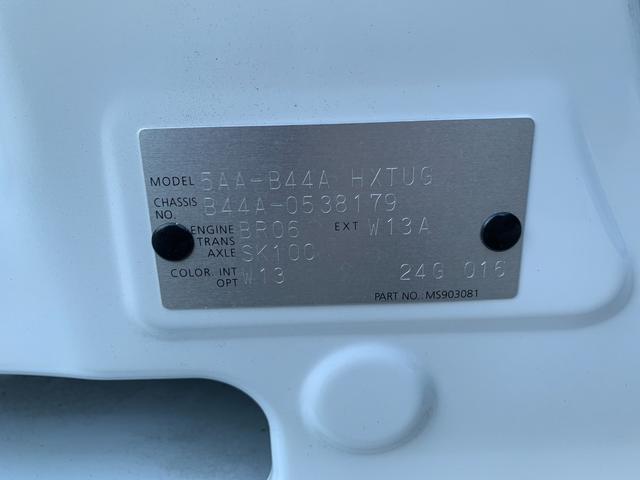 MODEL 5AA-B44A HXTUG
CHASSIS NO. B44A-0538179
ENGINE BR06 EXT W13A
TRANS AXLE SK10C
COLOR. INT OPT W13 24G 016
PART NO.: MS903081